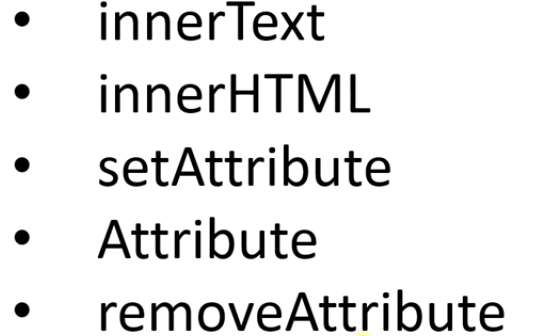 • innerText
• innerHTML
• setAttribute
• Attribute
• removeAttribute